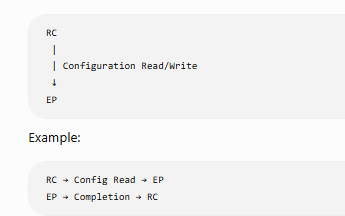 RC
|
| Configuration Read/Write
↓
EP
Example:
RC → Config Read → EP
EP → Completion → RC